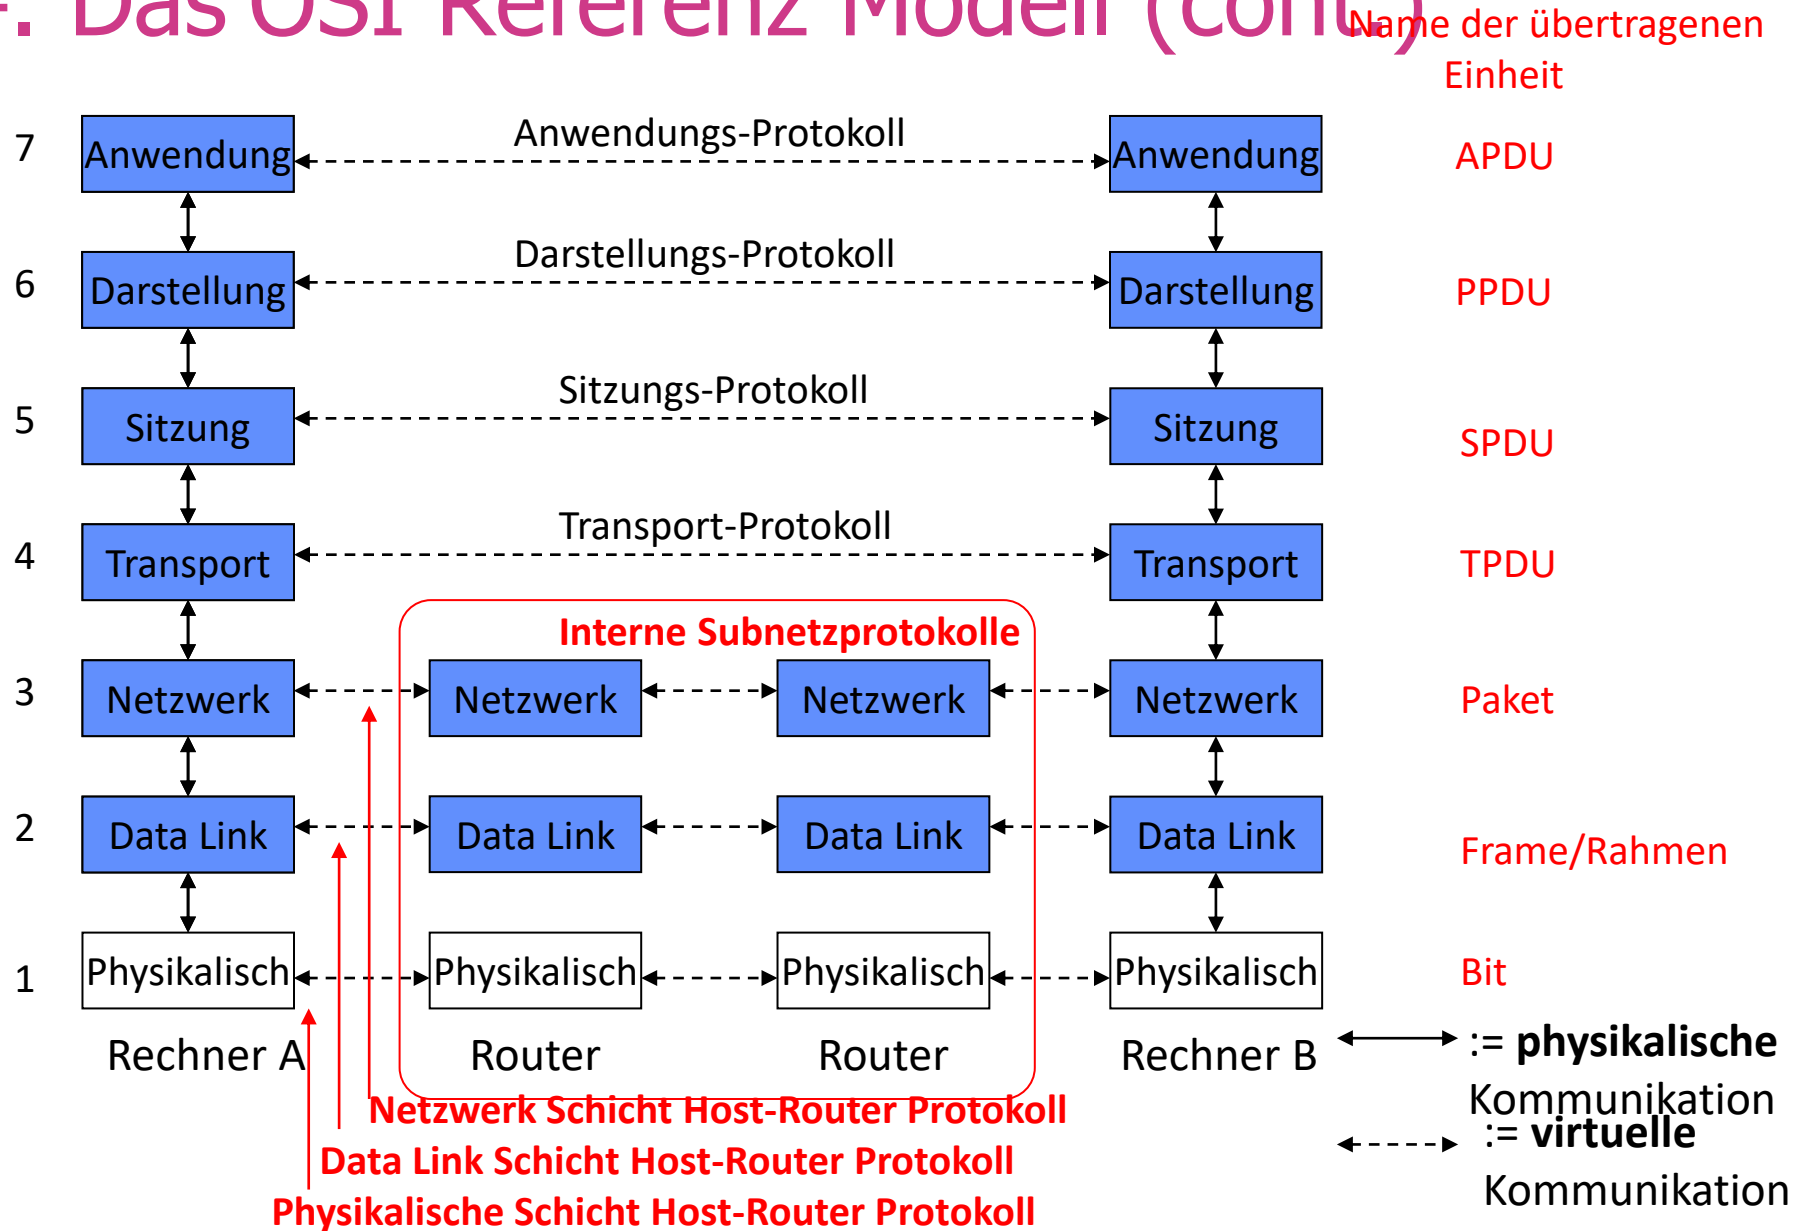 . Das OSI Referenz Modell (cont.)
Name der übertragenen
Einheit
7 Anwendung Anwendungs-Protokoll Anwendung APDU
6 Darstellung Darstellungs-Protokoll Darstellung PPDU
5 Sitzung Sitzungs-Protokoll Sitzung SPDU
4 Transport Transport-Protokoll Transport TPDU
Interne Subnetzprotokolle
3 Netzwerk Netzwerk Netzwerk Netzwerk Paket
2 Data Link Data Link Data Link Data Link Frame/Rahmen
1 Physikalisch Physikalisch Physikalisch Physikalisch Bit
Rechner A Router Router Rechner B
:= physikalische
Kommunikation
:= virtuelle
Kommunikation
Netzwerk Schicht Host-Router Protokoll
Data Link Schicht Host-Router Protokoll
Physikalische Schicht Host-Router Protokoll